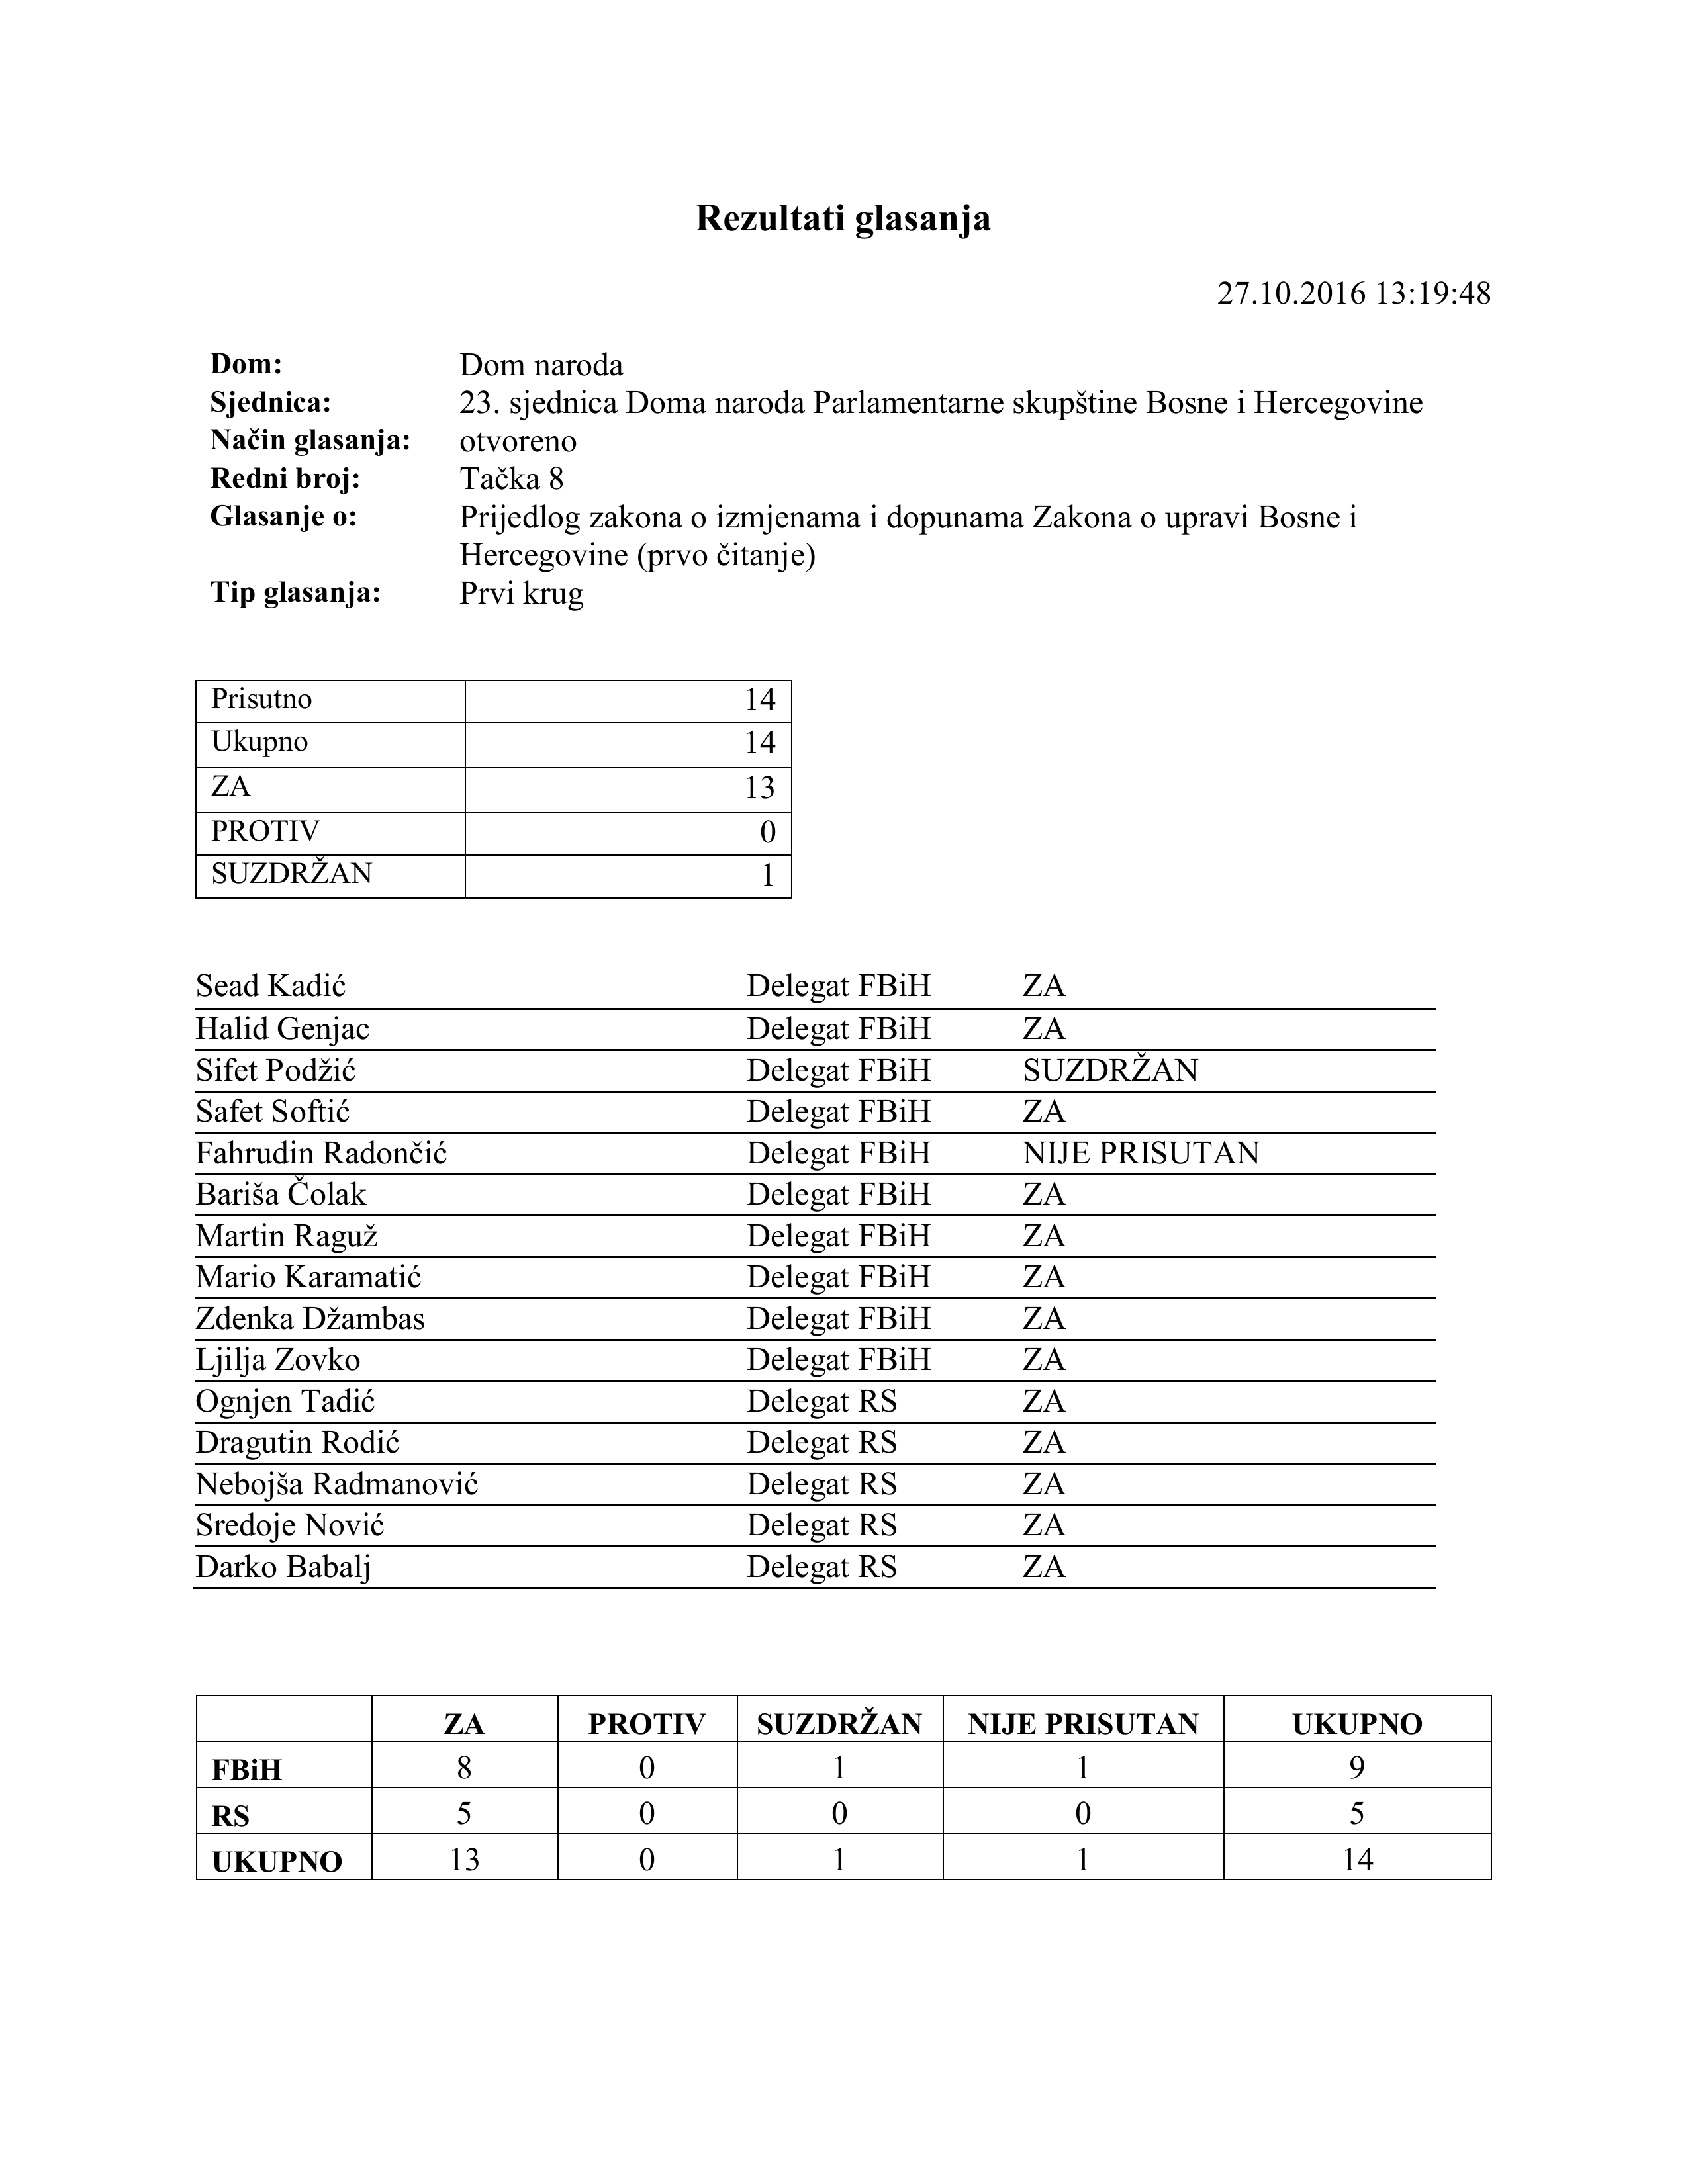 Rezultati glasanja
27.10.2016 13:19:48
Dom: Dom naroda
Sjednica: 23. sjednica Doma naroda Parlamentarne skupštine Bosne i Hercegovine
Način glasanja: otvoreno
Redni broj: Tačka 8
Glasanje o: Prijedlog zakona o izmjenama i dopunama Zakona o upravi Bosne i
Hercegovine (prvo čitanje)
Tip glasanja: Prvi krug
Prisutno 14
Ukupno 14
ZA 13
PROTIV 0
SUZDRŽAN 1
Sead Kadić Delegat FBiH ZA
Halid Genjac Delegat FBiH ZA
Sifet Podžić Delegat FBiH SUZDRŽAN
Safet Softić Delegat FBiH ZA
Fahrudin Radončić Delegat FBiH NIJE PRISUTAN
Bariša Čolak Delegat FBiH ZA
Martin Raguž Delegat FBiH ZA
Mario Karamatić Delegat FBiH ZA
Zdenka Džambas Delegat FBiH ZA
Ljilja Zovko Delegat FBiH ZA
Ognjen Tadić Delegat RS ZA
Dragutin Rodić Delegat RS ZA
Nebojša Radmanović Delegat RS ZA
Sredoje Nović Delegat RS ZA
Darko Babalj Delegat RS ZA
ZA PROTIV SUZDRŽAN NIJE PRISUTAN UKUPNO
FBiH 8 0 1 1 9
RS 5 0 0 0 5
UKUPNO 13 0 1 1 14